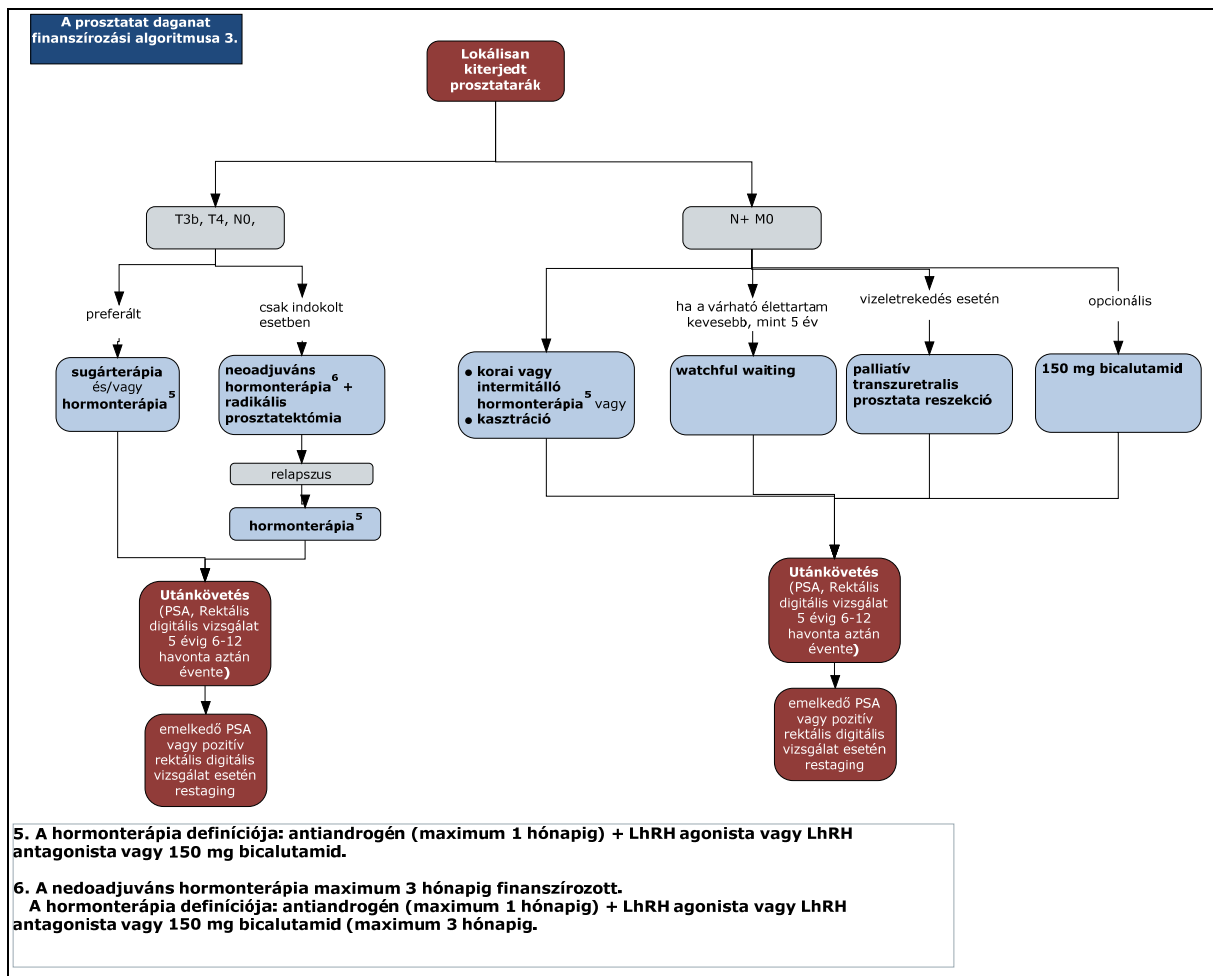 A prosztatat daganat
finanszírozási algoritmusa 3.
Lokálisan
kiterjedt
prosztatarák
T3b, T4, N0,
N+ M0
preferált
csak indokolt
esetben
ha a várható élettartam
kevesebb, mint 5 év
vizeletrekedés esetén
opcionális
sugárterápia
és/vagy
hormonterápia5
neoadjuváns
hormonterápia6 +
radikális
prosztatektómia
● korai vagy
intermitálló
hormonterápia5 vagy
● kasztráció
watchful waiting
palliatív
transzuretralis
prosztata reszekció
150 mg bicalutamid
relapszus
hormonterápia5
Utánkövetés
(PSA, Rektális
digitális vizsgálat
5 évig 6-12
havonta aztán
évente)
Utánkövetés
(PSA, Rektális
digitális vizsgálat
5 évig 6-12
havonta aztán
évente)
emelkedő PSA
vagy pozitív
rektális digitális
vizsgálat esetén
restaging
emelkedő PSA
vagy pozitív
rektális digitális
vizsgálat esetén
restaging
5. A hormonterápia definíciója: antiandrogén (maximum 1 hónapig) + LhRH agonista vagy LhRH
antagonista vagy 150 mg bicalutamid.
6. A nedoadjuváns hormonterápia maximum 3 hónapig finanszírozott.
A hormonterápia definíciója: antiandrogén (maximum 1 hónapig) + LhRH agonista vagy LhRH
antagonista vagy 150 mg bicalutamid (maximum 3 hónapig.